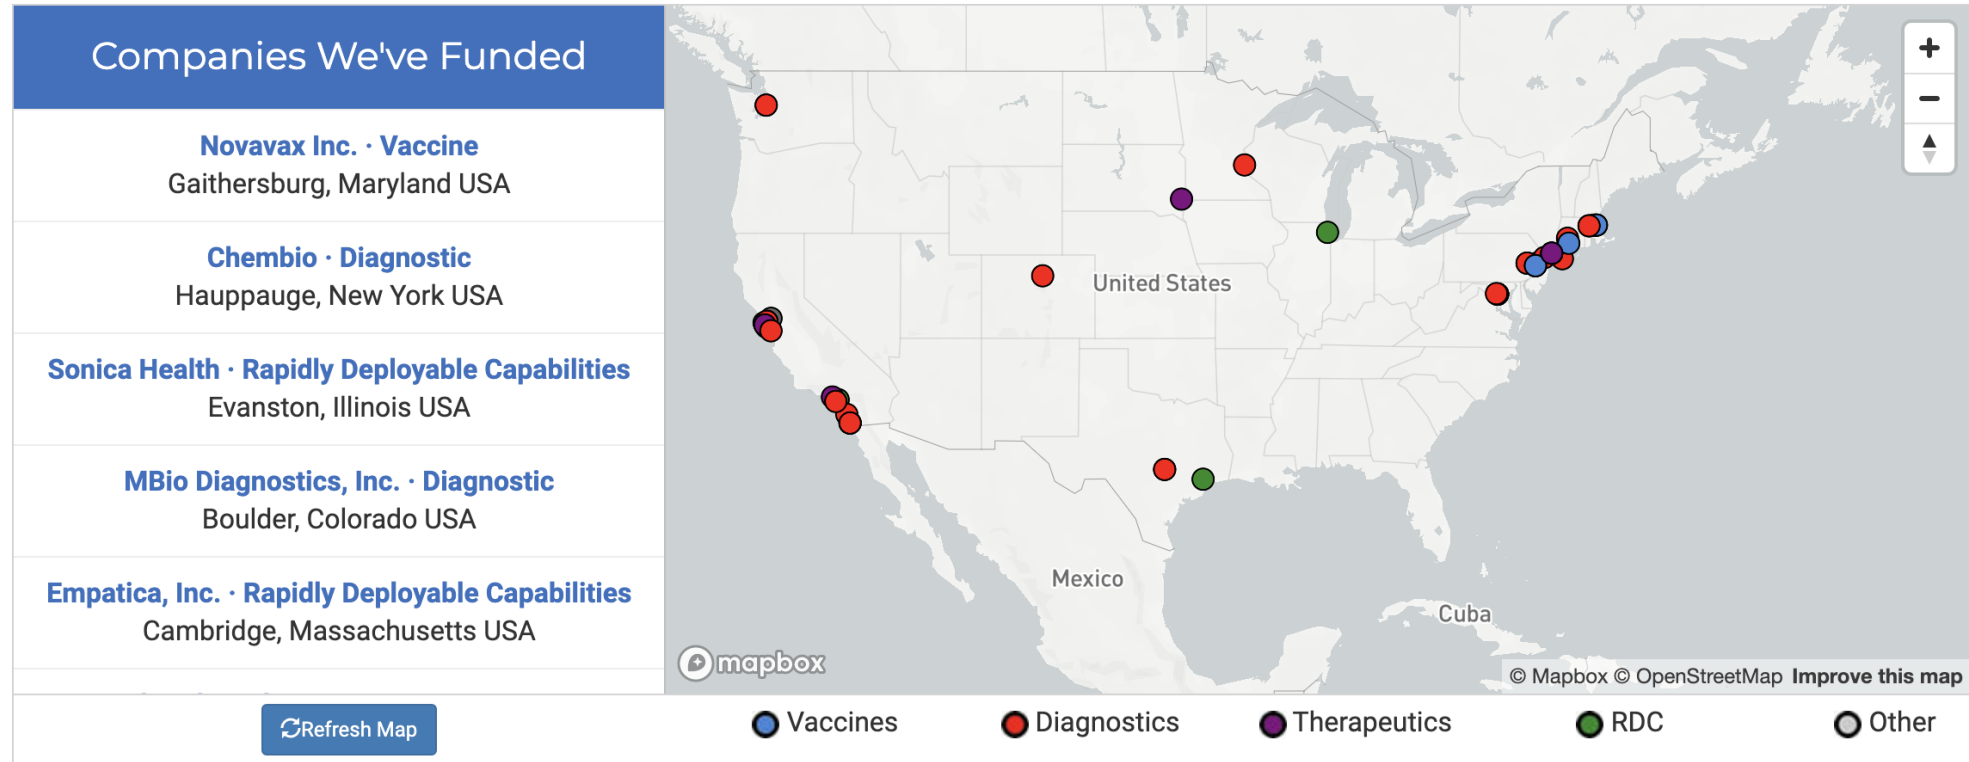 Companies We've Funded
Novavax Inc. · Vaccine
Gaithersburg, Maryland USA
Chembio · Diagnostic
Hauppauge, New York USA
Sonica Health · Rapidly Deployable Capabilities
Evanston, Illinois USA
MBio Diagnostics, Inc. · Diagnostic
Boulder, Colorado USA
Empatica, Inc. · Rapidly Deployable Capabilities
Cambridge, Massachusetts USA
Refresh Map
United States
Mexico
Cuba
mapbox
© Mapbox © OpenStreetMap Improve this map
Vaccines
Diagnostics
Therapeutics
RDC
Other